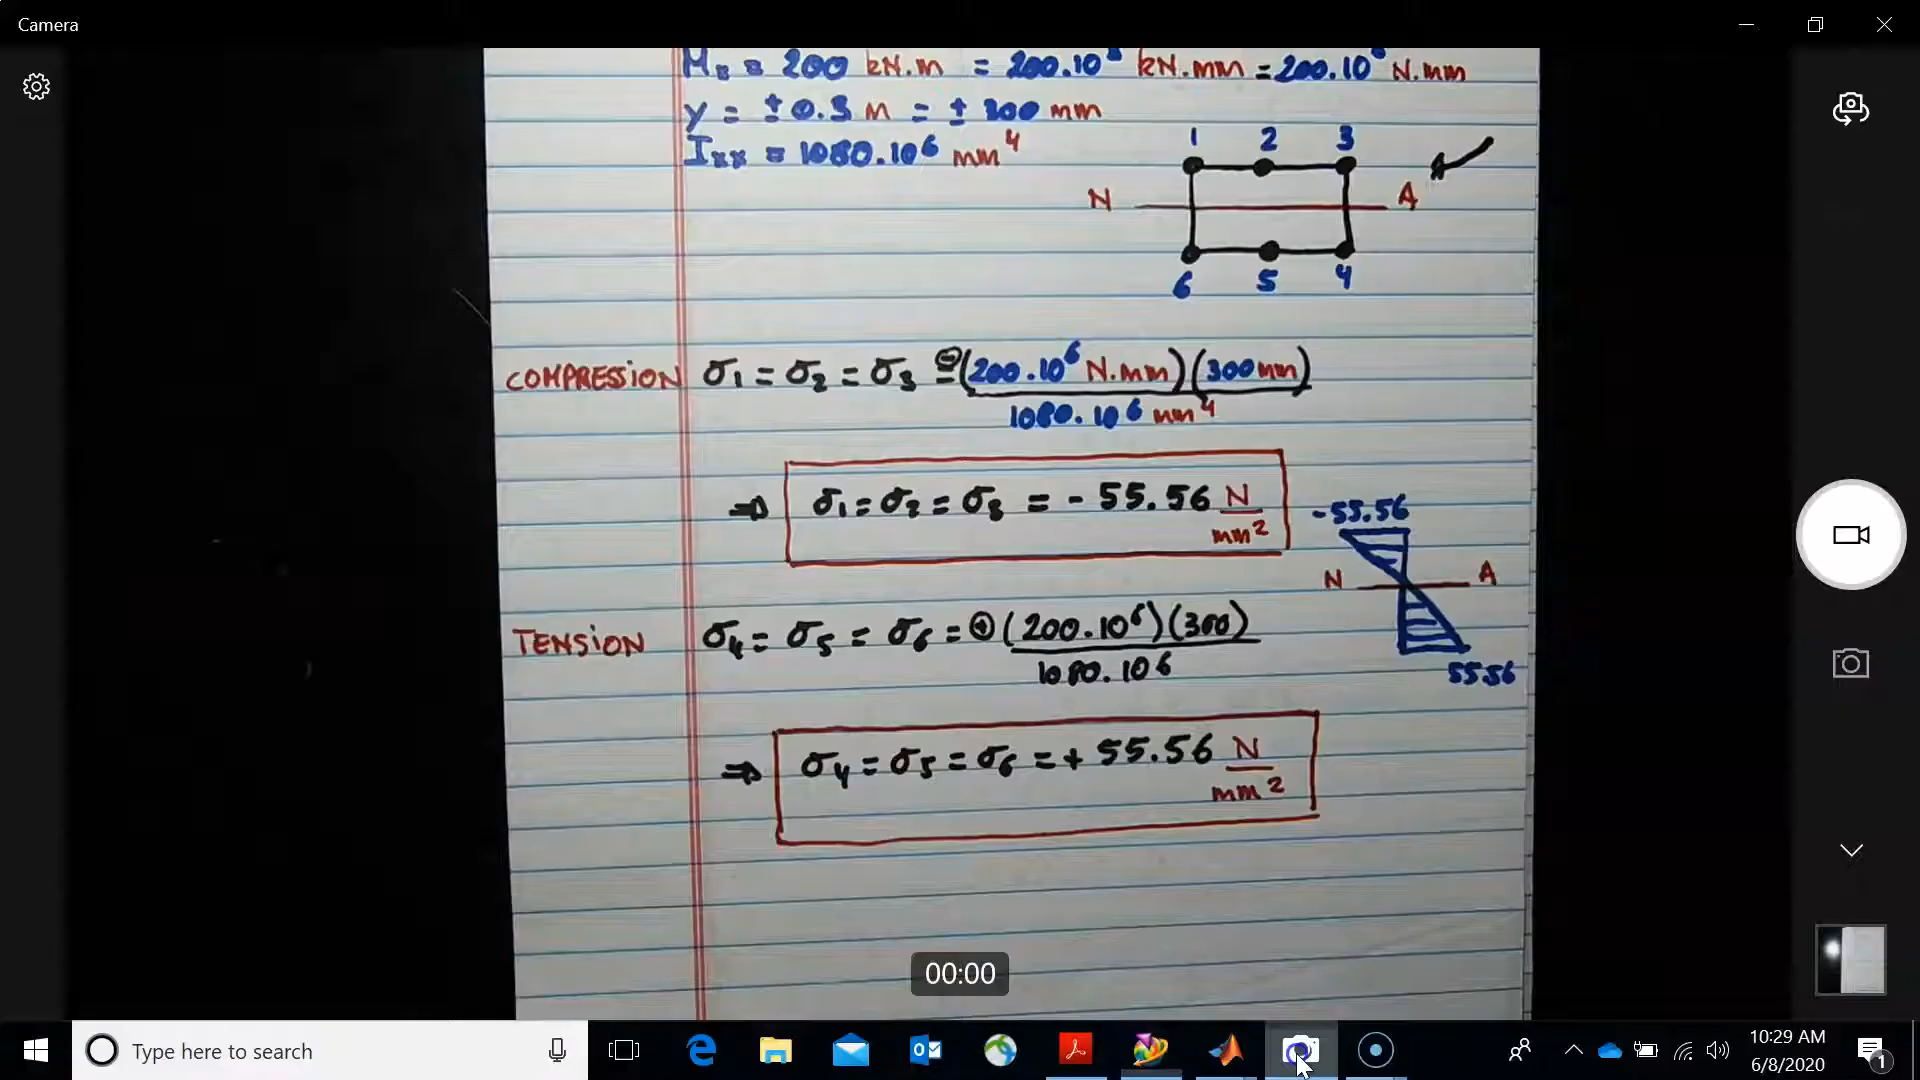 Camera
Mx = 200 kN.m = 200.10³ kN.mm = 200.10⁶ N.mm
y = ± 0.3 m = ± 300 mm
Ixx = 1080.10⁶ mm⁴
1 2 3
N A
6 5 4
COMPRESSION σ1 = σ2 = σ3 = ⊖ (200.10⁶ N.mm)(300mm)
1080.10⁶ mm⁴
⇒ σ1 = σ2 = σ3 = - 55.56 N
mm²
-55.56
N A
TENSION σ4 = σ5 = σ6 = ⊕ (200.10⁶)(300)
1080.10⁶
55.56
⇒ σ4 = σ5 = σ6 = + 55.56 N
mm²
00:00
Type here to search
10:29 AM
6/8/2020
1